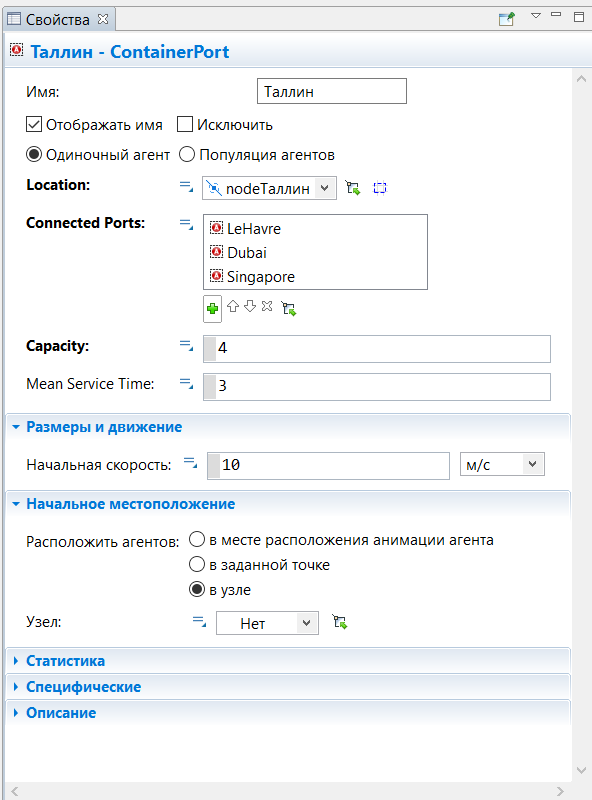 Свойства
Таллин - ContainerPort
Имя: Таллин
Отображать имя Исключить
Одиночный агент Популяция агентов
Location: nodeТаллин
Connected Ports: LeHavre
Dubai
Singapore
Capacity: 4
Mean Service Time: 3
Размеры и движение
Начальная скорость: 10 м/с
Начальное местоположение
Расположить агентов: в месте расположения анимации агента
в заданной точке
в узле
Узел: Нет
Статистика
Специфические
Описание